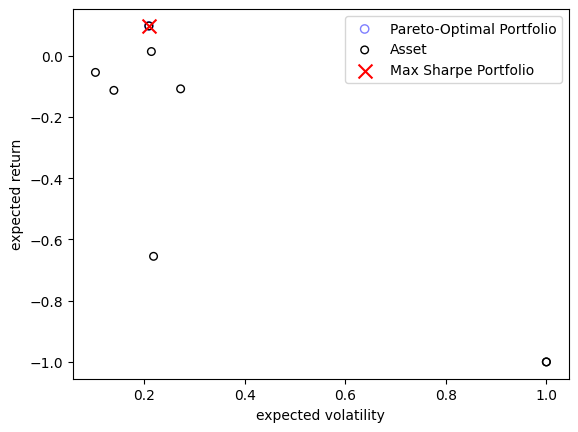 Pareto-Optimal Portfolio
Asset
Max Sharpe Portfolio
0.0
−0.2
−0.4
−0.6
−0.8
−1.0
expected return
0.2
0.4
0.6
0.8
1.0
expected volatility